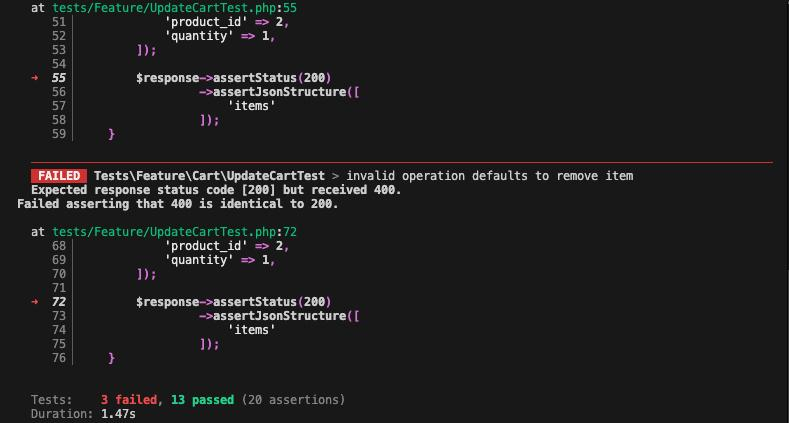 at tests/Feature/UpdateCartTest.php:55
51 'product_id' => 2,
52 'quantity' => 1,
53 ]);
54
→ 55 $response->assertStatus(200)
56 ->assertJsonStructure([
57 'items'
58 ]);
59 }
FAILED Tests\Feature\Cart\UpdateCartTest > invalid operation defaults to remove item
Expected response status code [200] but received 400.
Failed asserting that 400 is identical to 200.
at tests/Feature/UpdateCartTest.php:72
68 'product_id' => 2,
69 'quantity' => 1,
70 ]);
71
→ 72 $response->assertStatus(200)
73 ->assertJsonStructure([
74 'items'
75 ]);
76 }
Tests: 3 failed, 13 passed (20 assertions)
Duration: 1.47s